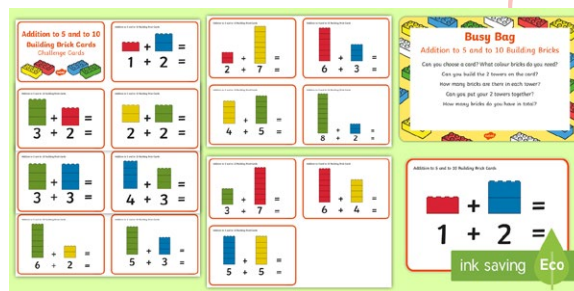 Addition to 5 and to 10
Building Brick Cards
Challenge Cards
1 + 2 =
3 + 2 =
2 + 2 =
3 + 3 =
4 + 3 =
6 + 2 =
5 + 3 =
2 + 7 =
6 + 3 =
4 + 5 =
8 + 2 =
3 + 7 =
6 + 4 =
5 + 5 =
Busy Bag
Addition to 5 and to 10 Building Bricks
Can you choose a card? What colour bricks do you need?
Can you build the 2 towers on the card?
How many bricks are there in each tower?
Can you put your 2 towers together?
How many bricks do you have in total?
Addition to 5 and to 10 Building Brick Cards
1 + 2 =
ink saving
Eco